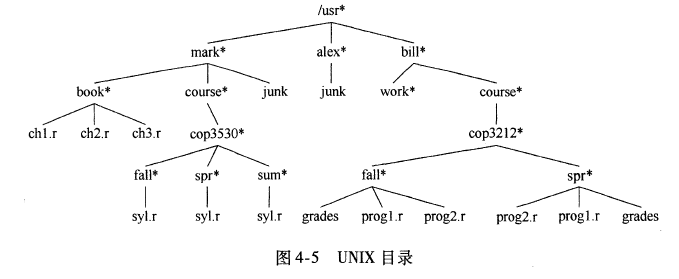 /usr*
mark* alex* bill*
book* course* junk junk work* course*
ch1.r ch2.r ch3.r cop3530* cop3212*
fall* spr* sum* fall* spr*
syl.r syl.r syl.r grades prog1.r prog2.r prog2.r prog1.r grades
图4-5 UNIX 目录